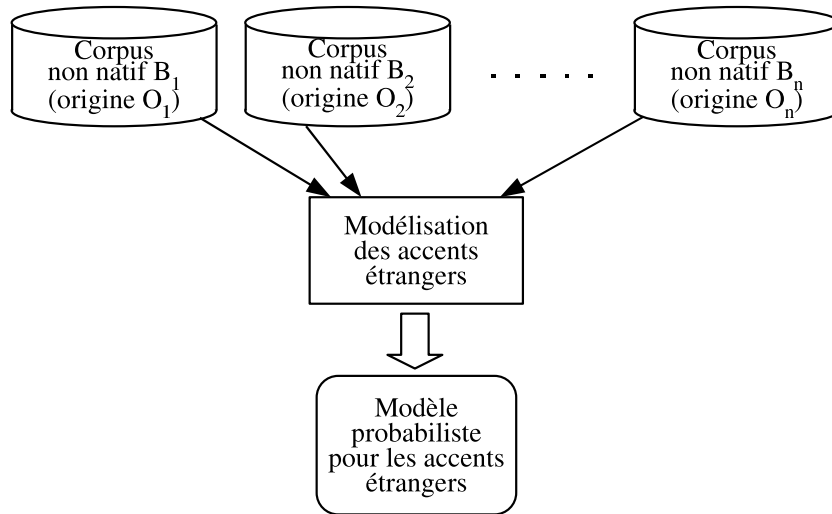 Corpus
non natif B₁
(origine O₁)
Corpus
non natif B₂
(origine O₂)
. . . . .
Corpus
non natif Bₙ
(origine Oₙ)
Modélisation
des accents
étrangers
Modèle
probabiliste
pour les accents
étrangers